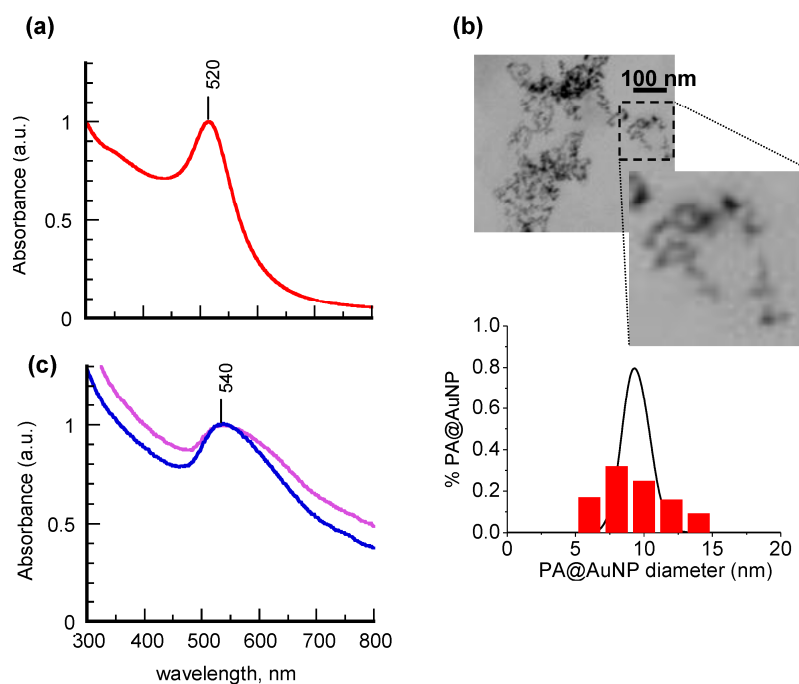 (a)
520
Absorbance (a.u.)
1
0.5
0
(b)
100 nm
(c)
540
Absorbance (a.u.)
1
0.5
0
300 400 500 600 700 800
wavelength, nm
% PA@AuNP
1.0
0.8
0.6
0.4
0.2
0.0
0 5 10 15 20
PA@AuNP diameter (nm)